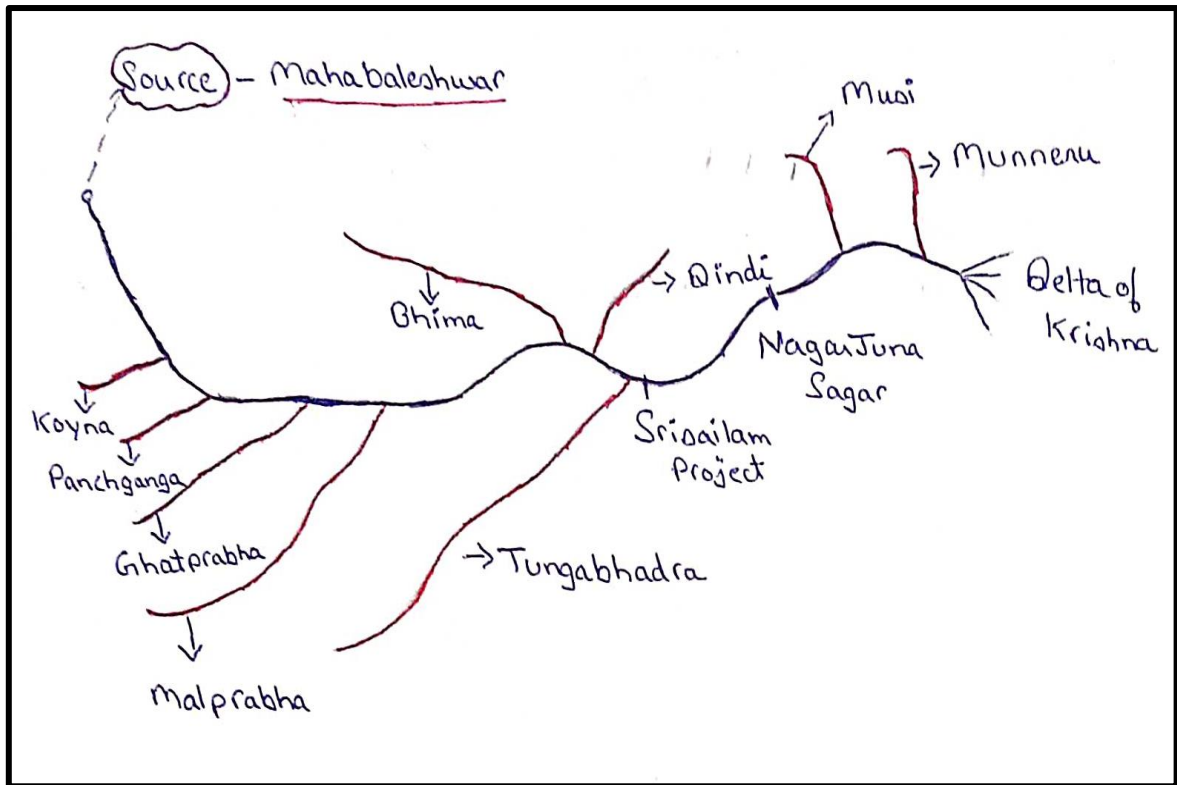 Source - Mahabaleshwar
Musi
Munneru
Dindi
Bhima
Delta of
Krishna
NagarJuna
Sagar
Koyna
Srisailam
Project
Panchganga
Ghatprabha
Tungabhadra
Malprabha